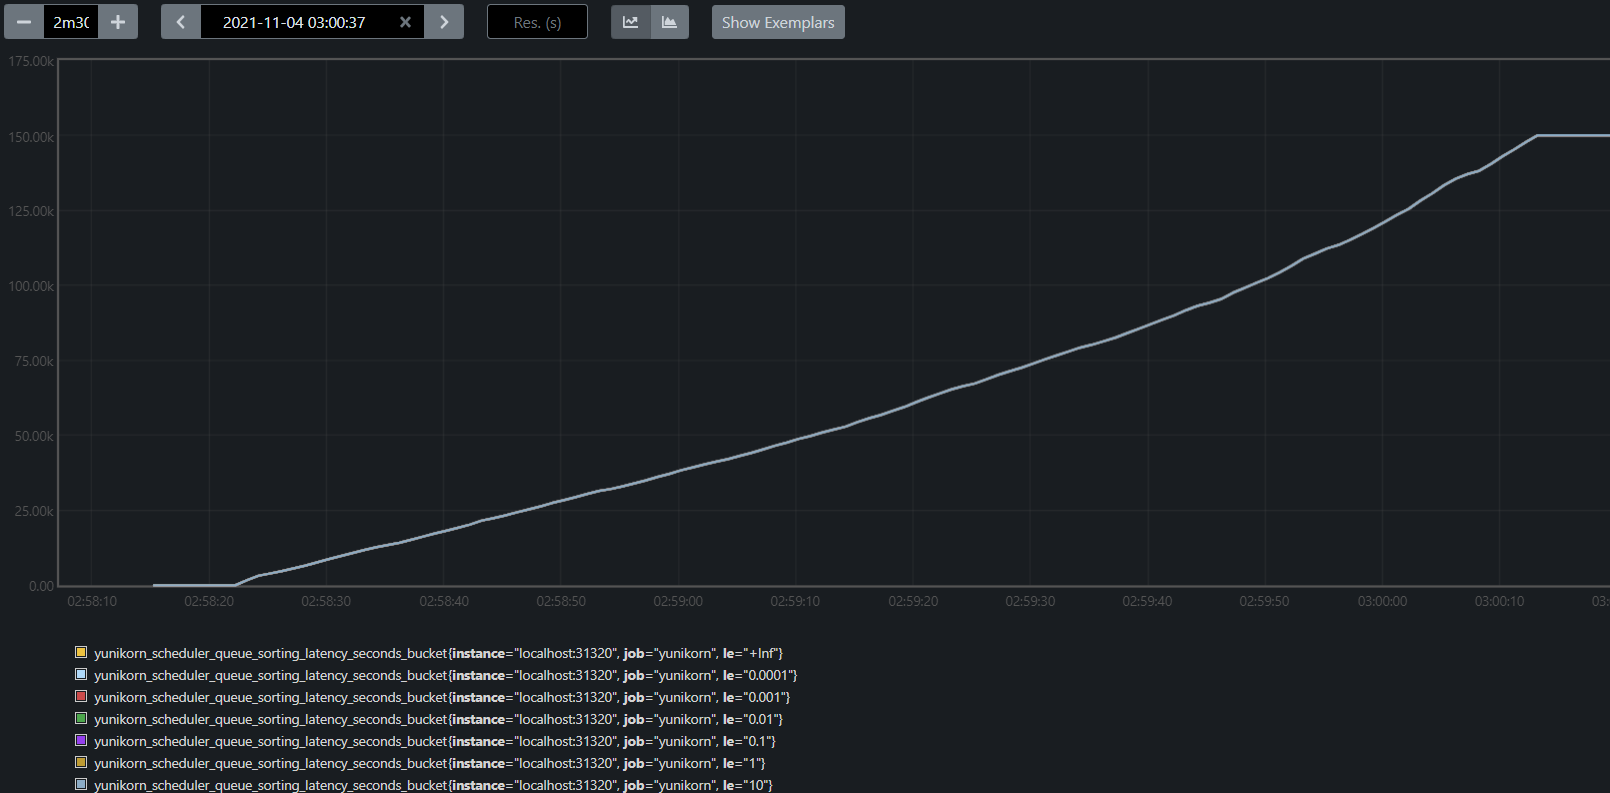 2m30 2021-11-04 03:00:37 Res. (s) Show Exemplars
175.00k
150.00k
125.00k
100.00k
75.00k
50.00k
25.00k
0.00
02:58:10 02:58:20 02:58:30 02:58:40 02:58:50 02:59:00 02:59:10 02:59:20 02:59:30 02:59:40 02:59:50 03:00:00 03:00:10 03:
yunikorn_scheduler_queue_sorting_latency_seconds_bucket{instance="localhost:31320", job="yunikorn", le="+Inf"}
yunikorn_scheduler_queue_sorting_latency_seconds_bucket{instance="localhost:31320", job="yunikorn", le="0.0001"}
yunikorn_scheduler_queue_sorting_latency_seconds_bucket{instance="localhost:31320", job="yunikorn", le="0.001"}
yunikorn_scheduler_queue_sorting_latency_seconds_bucket{instance="localhost:31320", job="yunikorn", le="0.01"}
yunikorn_scheduler_queue_sorting_latency_seconds_bucket{instance="localhost:31320", job="yunikorn", le="0.1"}
yunikorn_scheduler_queue_sorting_latency_seconds_bucket{instance="localhost:31320", job="yunikorn", le="1"}
yunikorn_scheduler_queue_sorting_latency_seconds_bucket{instance="localhost:31320", job="yunikorn", le="10"}